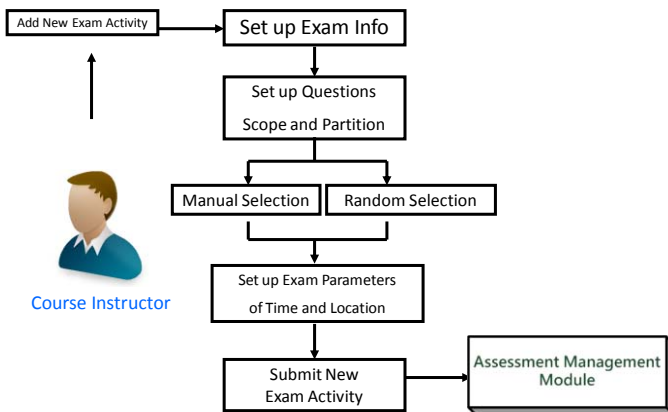 Add New Exam Activity
Set up Exam Info
Set up Questions
Scope and Partition
Manual Selection
Random Selection
Course Instructor
Set up Exam Parameters
of Time and Location
Submit New
Exam Activity
Assessment Management
Module